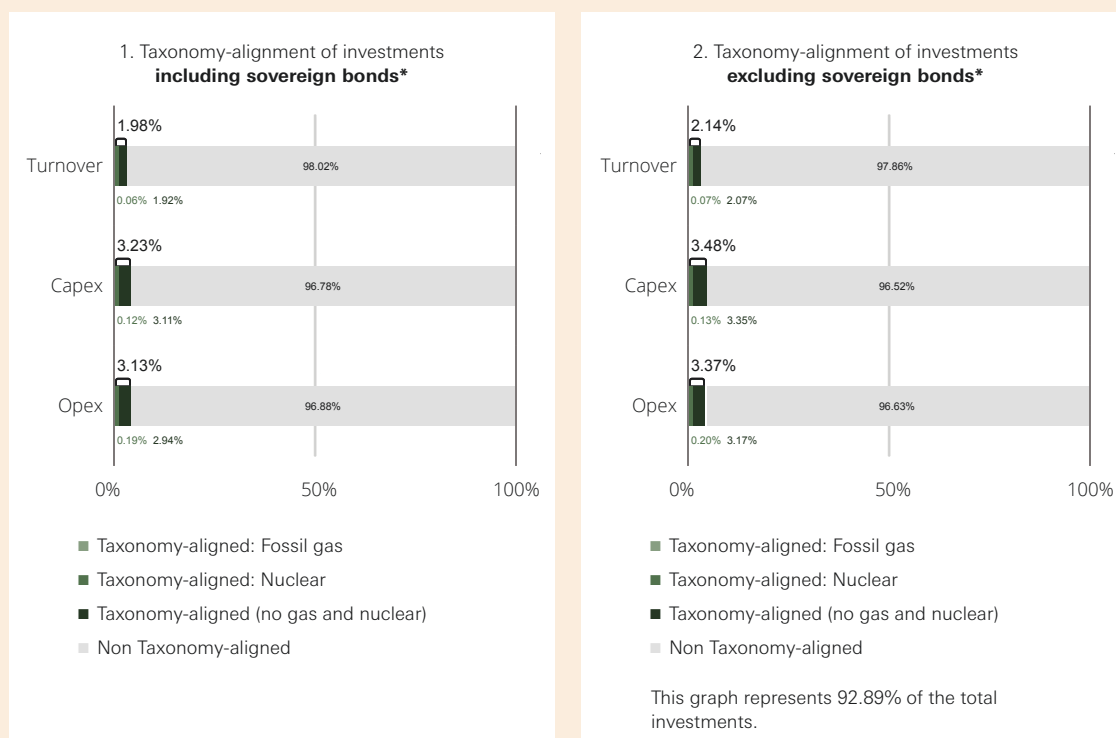 1. Taxonomy-alignment of investments
including sovereign bonds*
1.98%
Turnover
98.02%
0.06% 1.92%
3.23%
Capex
96.78%
0.12% 3.11%
3.13%
Opex
96.88%
0.19% 2.94%
0% 50% 100%
Taxonomy-aligned: Fossil gas
Taxonomy-aligned: Nuclear
Taxonomy-aligned (no gas and nuclear)
Non Taxonomy-aligned
2. Taxonomy-alignment of investments
excluding sovereign bonds*
2.14%
Turnover
97.86%
0.07% 2.07%
3.48%
Capex
96.52%
0.13% 3.35%
3.37%
Opex
96.63%
0.20% 3.17%
0% 50% 100%
Taxonomy-aligned: Fossil gas
Taxonomy-aligned: Nuclear
Taxonomy-aligned (no gas and nuclear)
Non Taxonomy-aligned
This graph represents 92.89% of the total
investments.